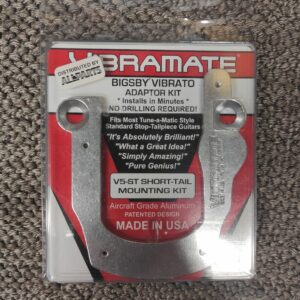 DISTRIBUTED BY
ALLPARTS
VIBRAMATE
BIGSBY VIBRATO
ADAPTOR KIT
* Installs in Minutes *
NO DRILLING REQUIRED!
Fits Most Tune-a-Matic Style
Standard Stop-Tailpiece Guitars
"It's Absolutely Brilliant!"
"What a Great Idea!"
"Simply Amazing!"
"Pure Genius!"
V5-ST SHORT-TAIL
MOUNTING KIT
Aircraft Grade Aluminum
PATENTED DESIGN
MADE IN USA